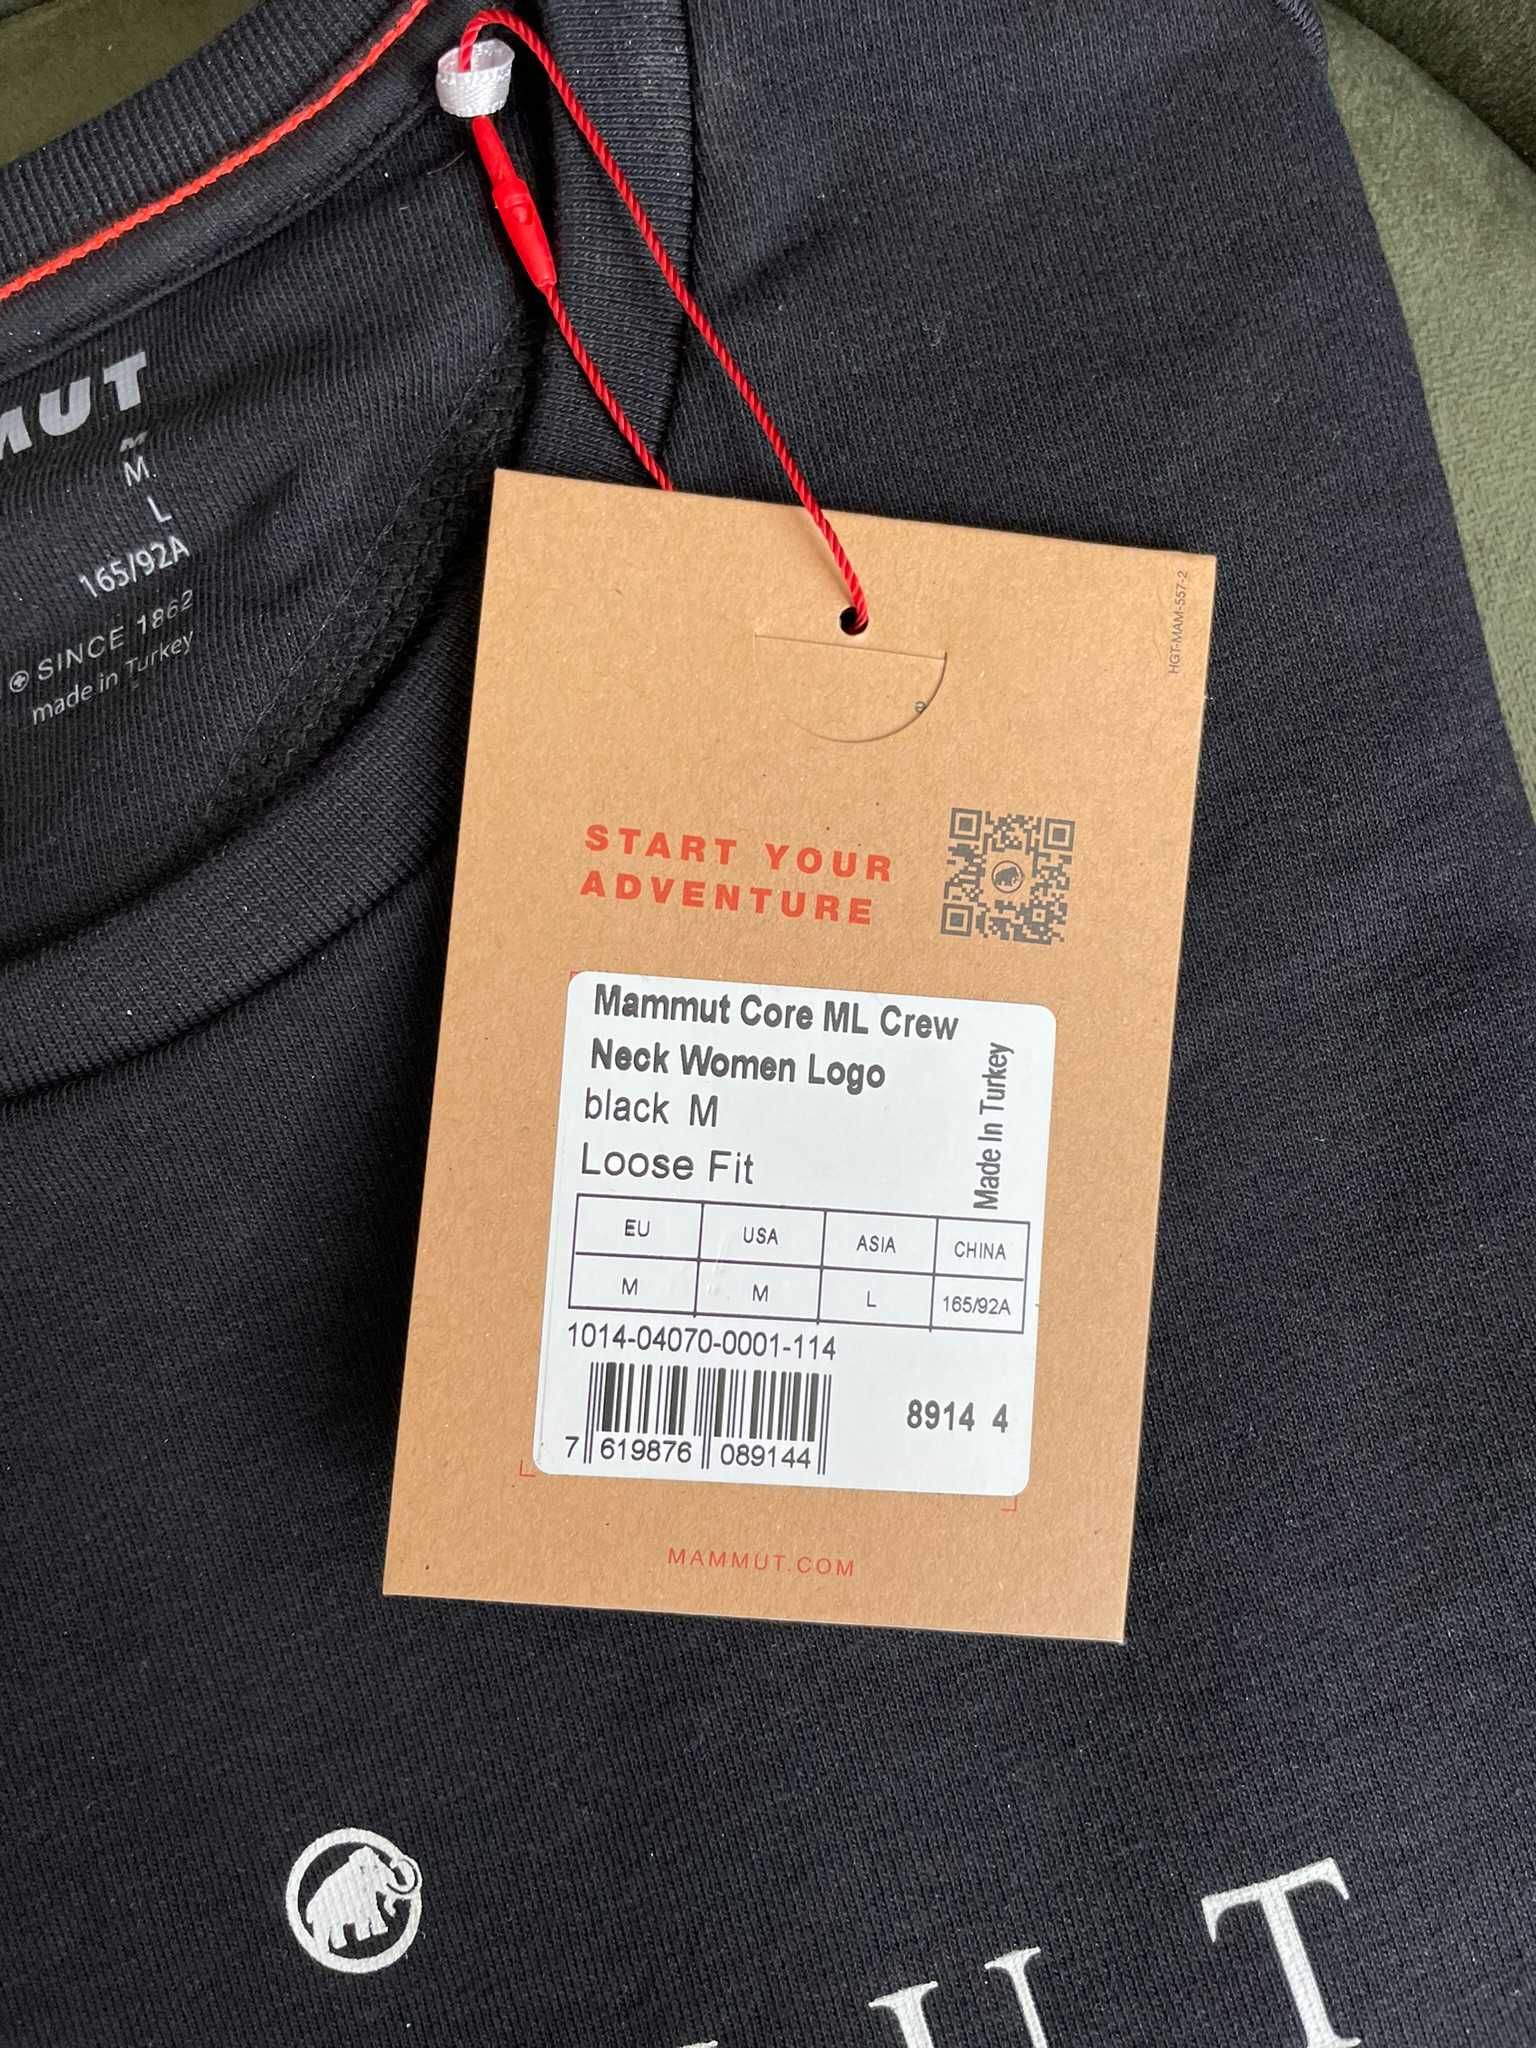 MUT
M
M
L
165/92A
SINCE 1862
made in Turkey
HGT-MAM-557-2
START YOUR
ADVENTURE
Mammut Core ML Crew
Neck Women Logo
black M
Loose Fit
Made In Turkey
EU USA ASIA CHINA
M M L 165/92A
1014-04070-0001-114
8914 4
7 619876 089144
MAMMUT.COM
UT